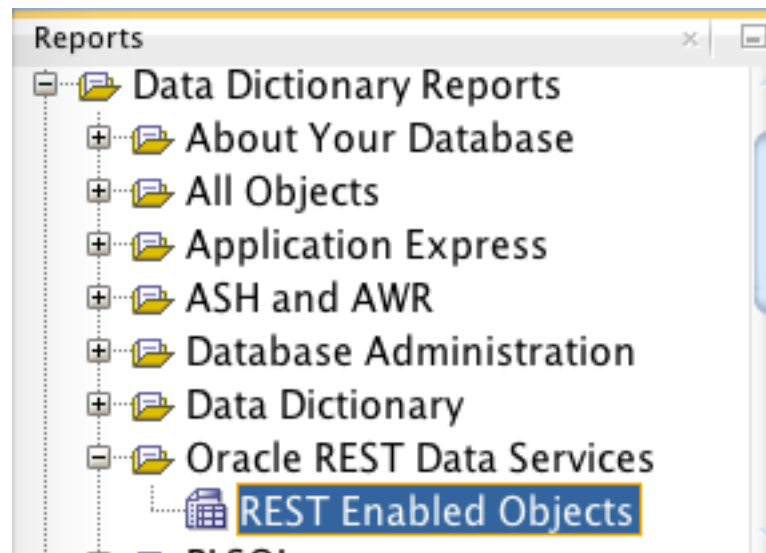 Reports
Data Dictionary Reports
About Your Database
All Objects
Application Express
ASH and AWR
Database Administration
Data Dictionary
Oracle REST Data Services
REST Enabled Objects